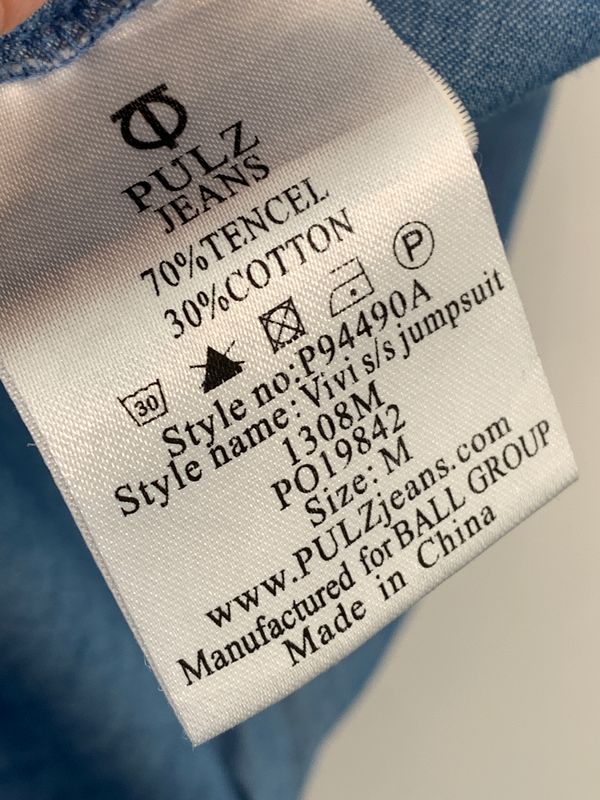 PULZ
JEANS
70%TENCEL
30%COTTON
30
P
Style no:P94490A
Style name: Vivi s/s jumpsuit
1308M
PO19842
Size: M
www.PULZjeans.com
Manufactured for BALL GROUP
Made in China